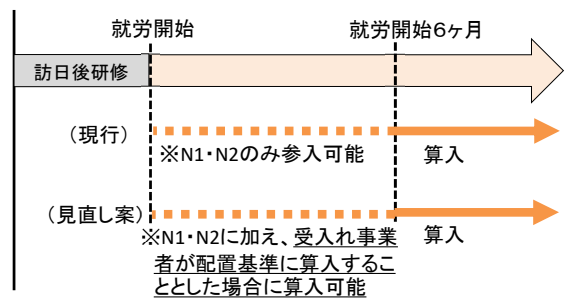 就労開始
就労開始6ヶ月
訪日後研修
(現行)
※N1・N2のみ参入可能
算入
(見直し案)
※N1・N2に加え、受入れ事業
者が配置基準に算入するこ
ととした場合に算入可能
算入